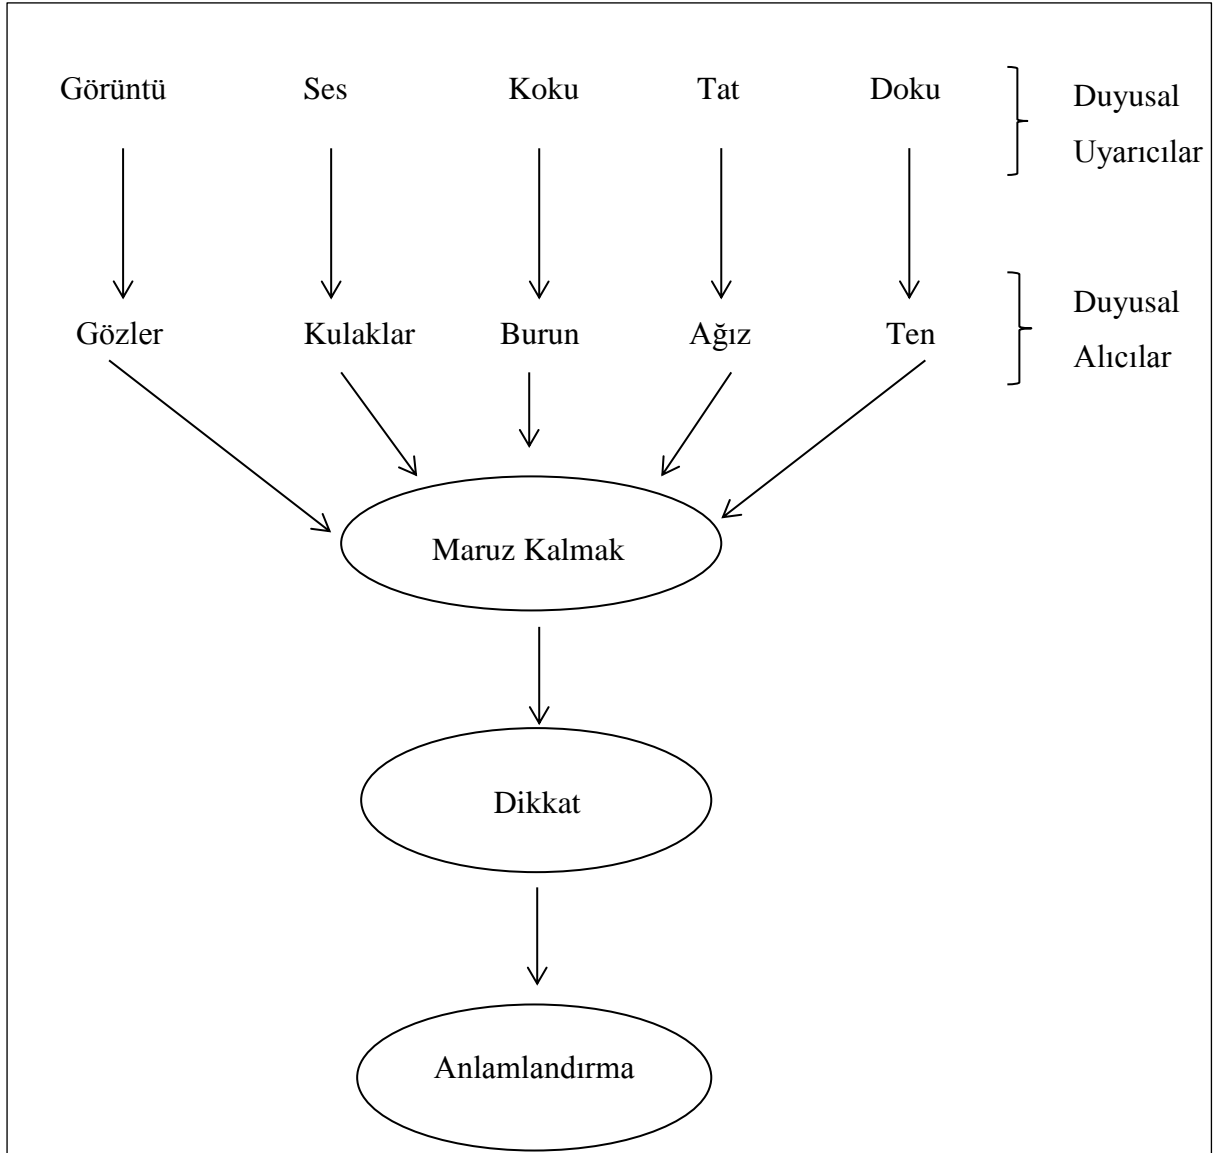 Görüntü Ses Koku Tat Doku
Duyusal
Uyarıcılar
Gözler Kulaklar Burun Ağız Ten
Duyusal
Alıcılar
Maruz Kalmak
Dikkat
Anlamlandırma